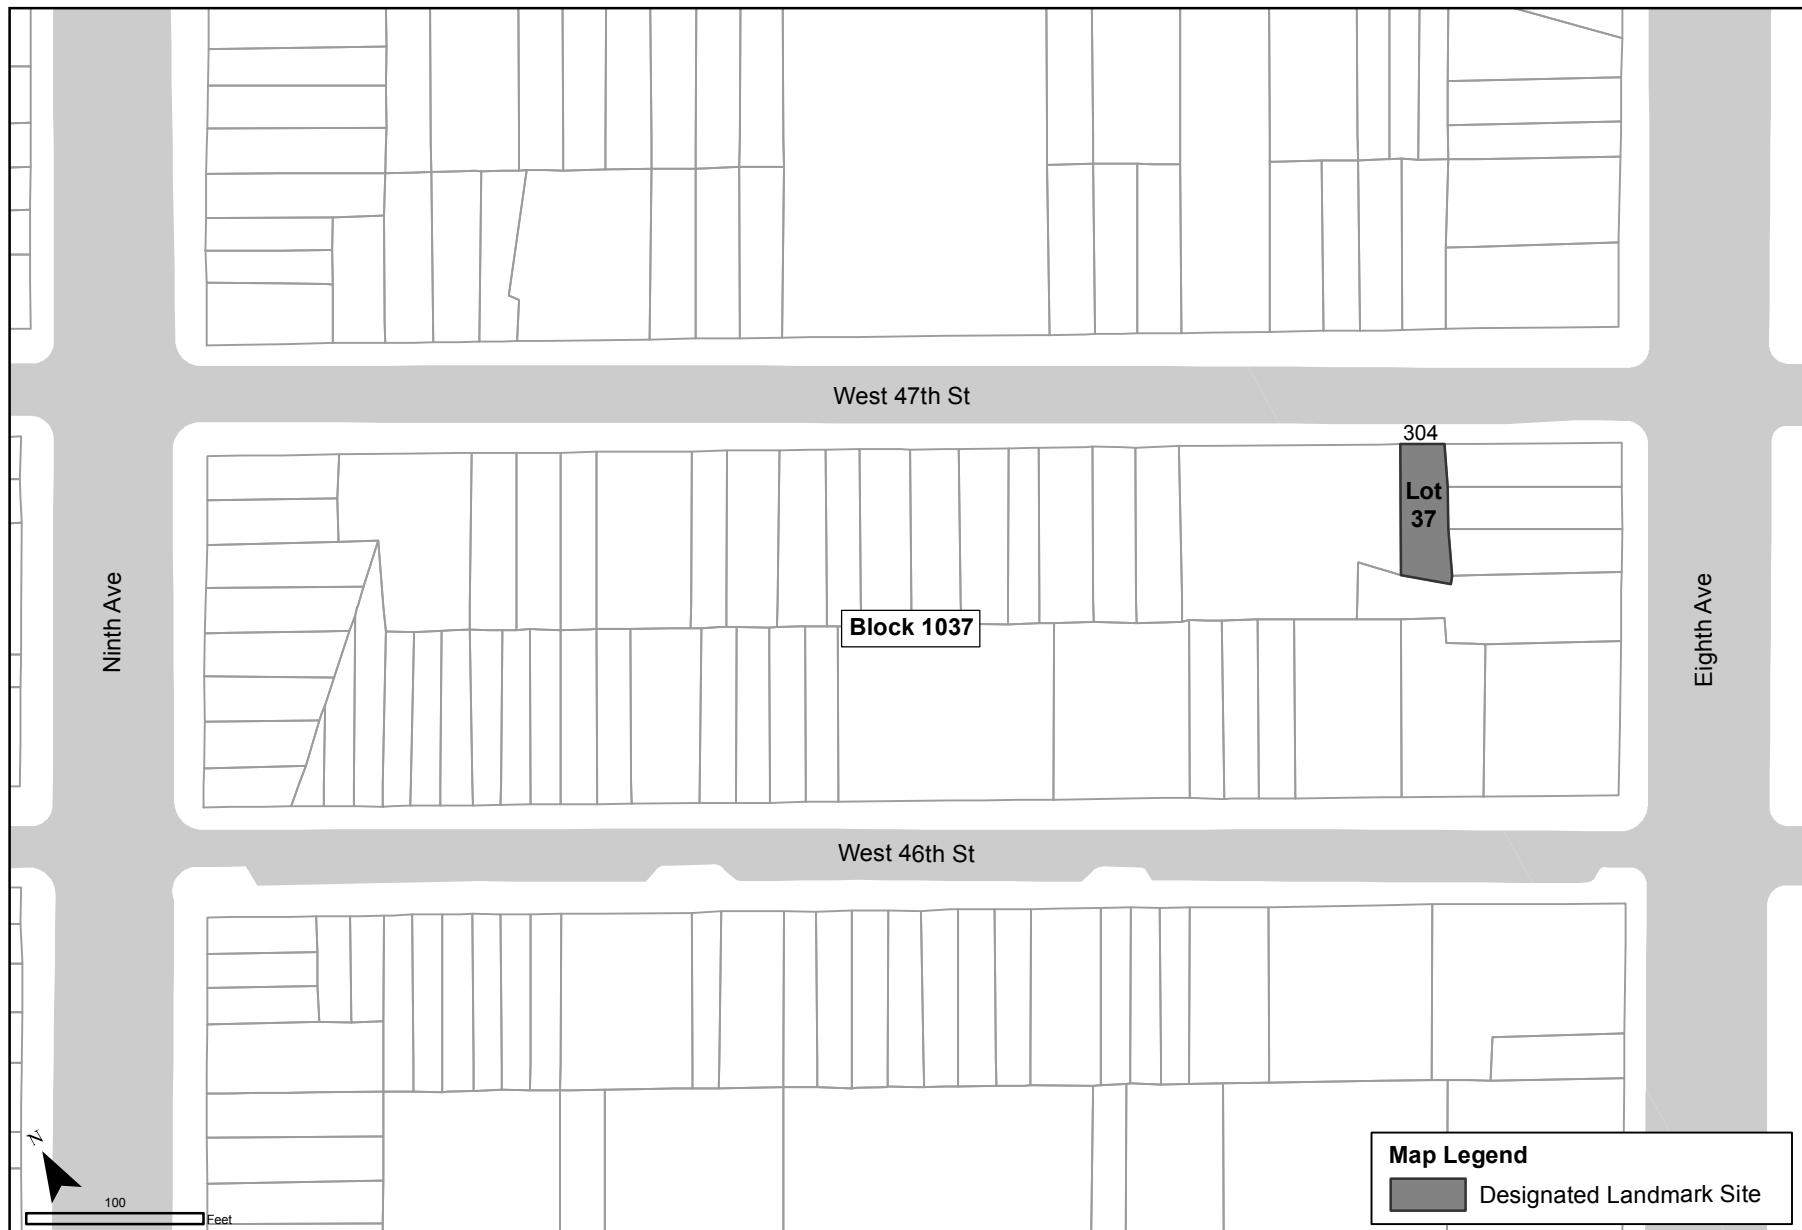 West 47th St
304
Lot
37
Ninth Ave
Block 1037
Eighth Ave
West 46th St
N
100
Feet
Map Legend
Designated Landmark Site